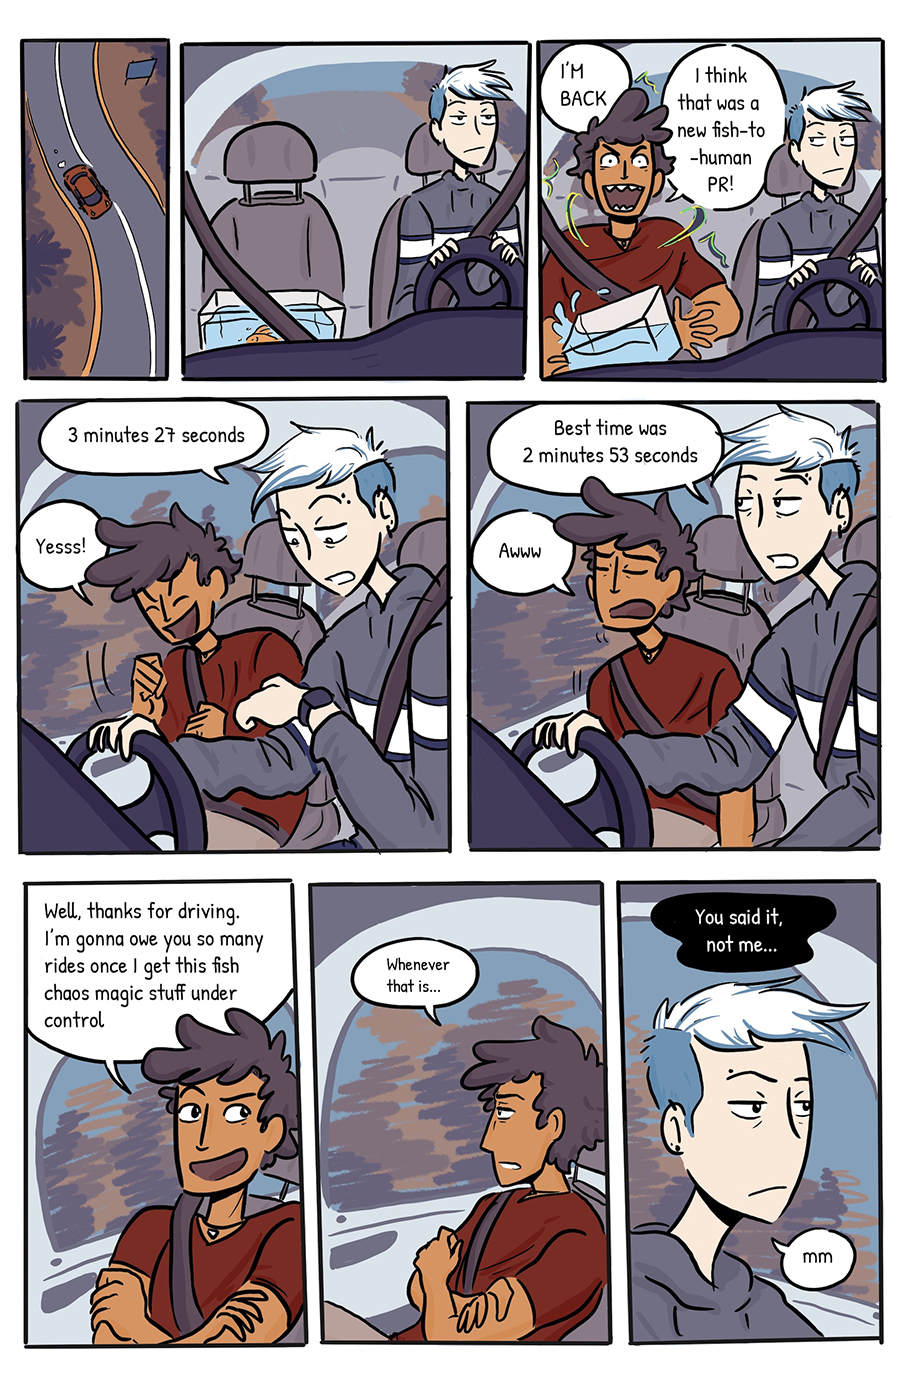 I'M
BACK
I think
that was a
new fish-to
-human
PR!
3 minutes 27 seconds
Yesss!
Best time was
2 minutes 53 seconds
Awww
Well, thanks for driving.
I'm gonna owe you so many
rides once I get this fish
chaos magic stuff under
control
Whenever
that is...
You said it,
not me...
mm